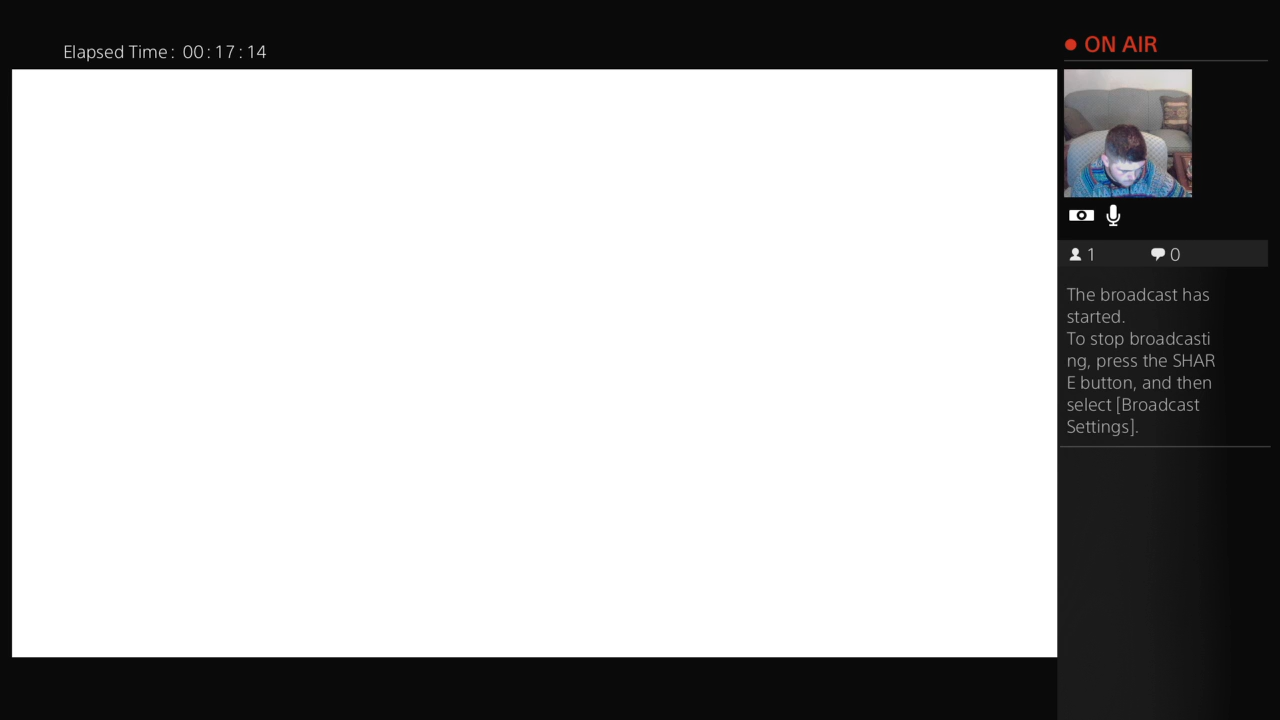 Elapsed Time: 00:17:14
ON AIR
1
0
The broadcast has
started.
To stop broadcasti
ng, press the SHAR
E button, and then
select [Broadcast
Settings].